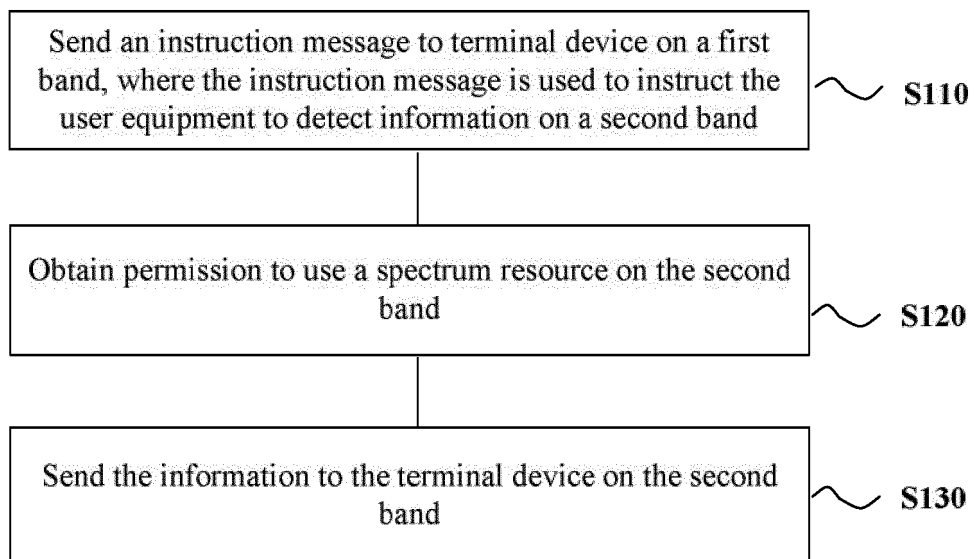 Send an instruction message to terminal device on a first
band, where the instruction message is used to instruct the
user equipment to detect information on a second band
S110
Obtain permission to use a spectrum resource on the second
band
S120
Send the information to the terminal device on the second
band
S130